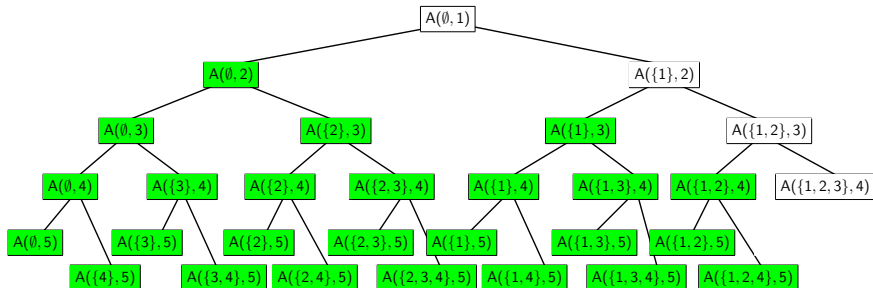 A(∅, 1)
A(∅, 2) A({1}, 2)
A(∅, 3) A({2}, 3) A({1}, 3) A({1, 2}, 3)
A(∅, 4) A({3}, 4) A({2}, 4) A({2, 3}, 4) A({1}, 4) A({1, 3}, 4) A({1, 2}, 4) A({1, 2, 3}, 4)
A(∅, 5) A({3}, 5) A({2}, 5) A({2, 3}, 5) A({1}, 5) A({1, 3}, 5) A({1, 2}, 5)
A({4}, 5) A({3, 4}, 5) A({2, 4}, 5) A({2, 3, 4}, 5) A({1, 4}, 5) A({1, 3, 4}, 5) A({1, 2, 4}, 5)